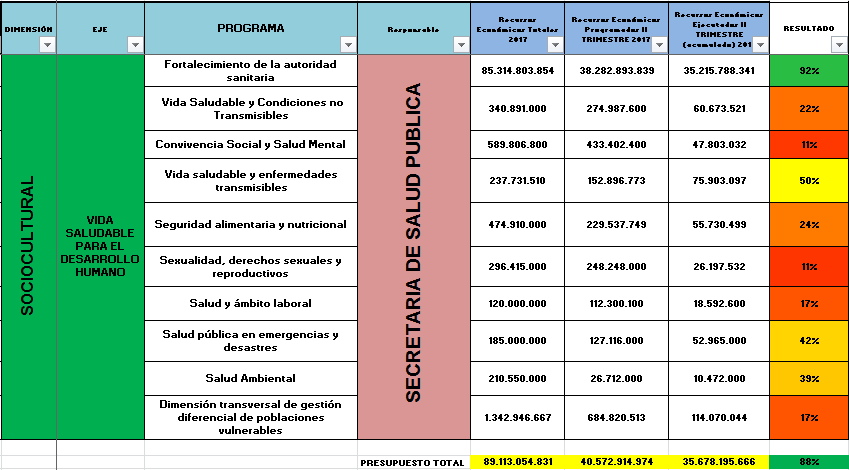 DIMENSIÓN
EJE
PROGRAMA
Responsable
Recursos
Económicos Totales
2017
Recursos Económicos
Programados II
TRIMESTRE 2017
Recursos Económicos
Ejecutados II
TRIMESTRE
(acumulado) 201
RESULTADO
SOCIOCULTURAL
VIDA
SALUDABLE
PARA EL
DESARROLLO
HUMANO
SECRETARIA DE SALUD PUBLICA
Fortalecimiento de la autoridad
sanitaria
85.314.803.854
38.282.893.839
35.215.788.341
92%
Vida Saludable y Condiciones no
Transmisibles
340.891.000
274.987.600
60.673.521
22%
Convivencia Social y Salud Mental
589.806.800
433.402.400
47.803.032
11%
Vida saludable y enfermedades
transmisibles
237.731.510
152.896.773
75.903.097
50%
Seguridad alimentaria y nutricional
474.910.000
229.537.749
55.730.499
24%
Sexualidad, derechos sexuales y
reproductivos
296.415.000
248.248.000
26.197.532
11%
Salud y ámbito laboral
120.000.000
112.300.100
18.592.600
17%
Salud pública en emergencias y
desastres
185.000.000
127.116.000
52.965.000
42%
Salud Ambiental
210.550.000
26.712.000
10.472.000
39%
Dimensión transversal de gestión
diferencial de poblaciones
vulnerables
1.342.946.667
684.820.513
114.070.044
17%
PRESUPUESTO TOTAL
89.113.054.831
40.572.914.974
35.678.195.666
88%